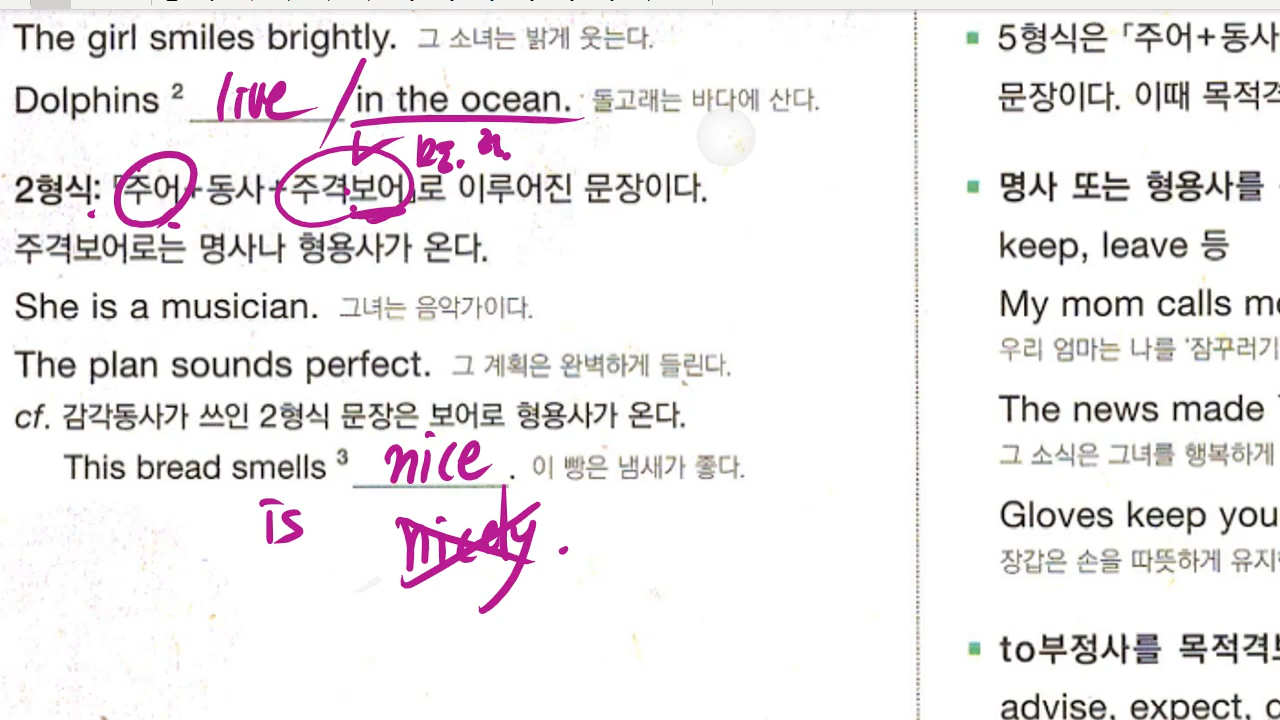 The girl smiles brightly. 그 소녀는 밝게 웃는다.
Dolphins ² live / in the ocean. 돌고래는 바다에 산다.
명. 형.
2형식: 「주어+동사+주격보어」로 이루어진 문장이다.
주격보어로는 명사나 형용사가 온다.
She is a musician. 그녀는 음악가이다.
The plan sounds perfect. 그 계획은 완벽하게 들린다.
cf. 감각동사가 쓰인 2형식 문장은 보어로 형용사가 온다.
This bread smells ³ nice . 이 빵은 냄새가 좋다.
is nicely.
5형식은 「주어+동사
문장이다. 이때 목적격
명사 또는 형용사를
keep, leave 등
My mom calls me
우리 엄마는 나를 '잠꾸러기
The news made
그 소식은 그녀를 행복하게
Gloves keep you
장갑은 손을 따뜻하게 유지
to부정사를 목적격보
advise, expect,